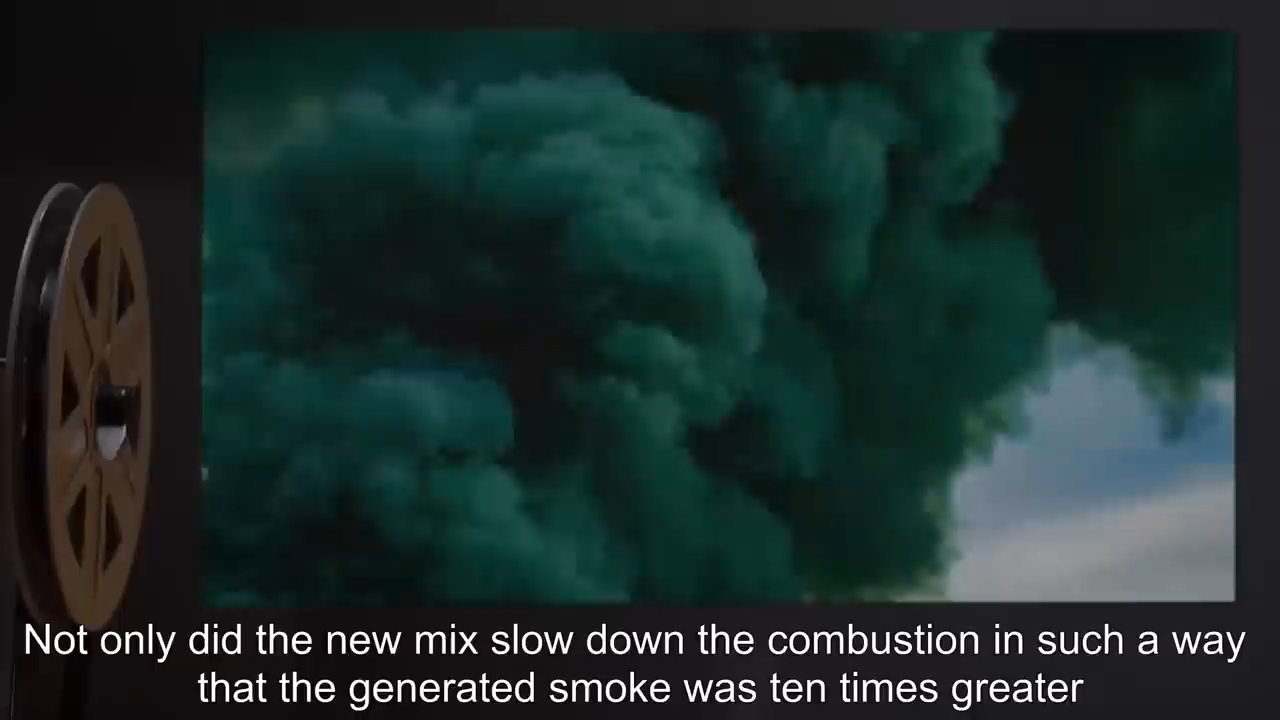 Not only did the new mix slow down the combustion in such a way
that the generated smoke was ten times greater